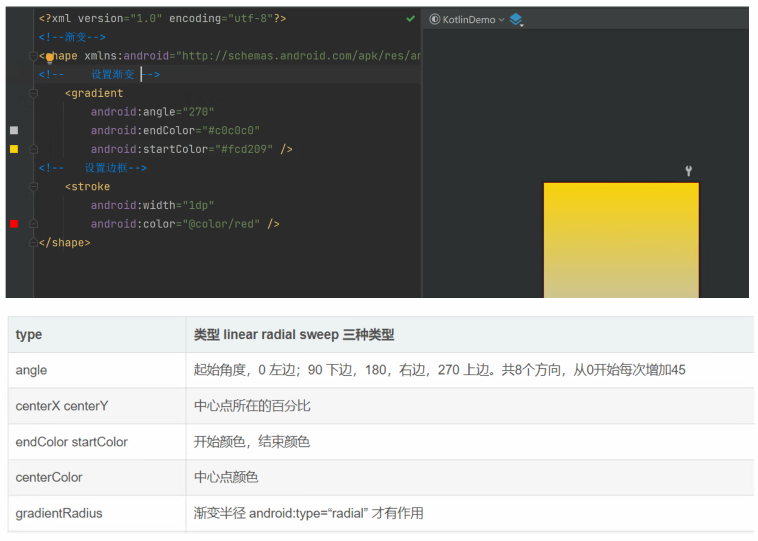 <?xml version="1.0" encoding="utf-8"?>
<!--渐变-->
<shape xmlns:android="http://schemas.android.com/apk/res/an
<!-- 设置渐变 -->
<gradient
android:angle="270"
android:endColor="#c0c0c0"
android:startColor="#fcd209" />
<!-- 设置边框-->
<stroke
android:width="1dp"
android:color="@color/red" />
</shape>
KotlinDemo
type 类型 linear radial sweep 三种类型
angle 起始角度，0 左边；90 下边，180，右边，270 上边。共8个方向，从0开始每次增加45
centerX centerY 中心点所在的百分比
endColor startColor 开始颜色，结束颜色
centerColor 中心点颜色
gradientRadius 渐变半径 android:type=“radial” 才有作用